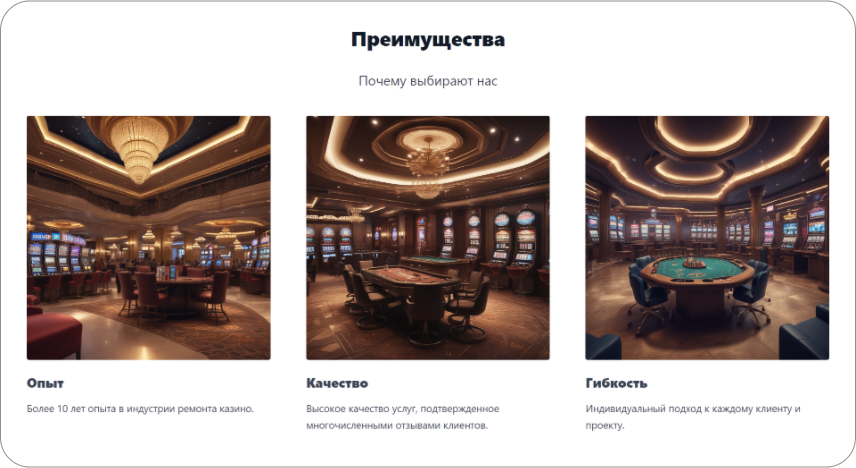 Преимущества
Почему выбирают нас
Опыт
Более 10 лет опыта в индустрии ремонта казино.
Качество
Высокое качество услуг, подтвержденное
многочисленными отзывами клиентов.
Гибкость
Индивидуальный подход к каждому клиенту и
проекту.